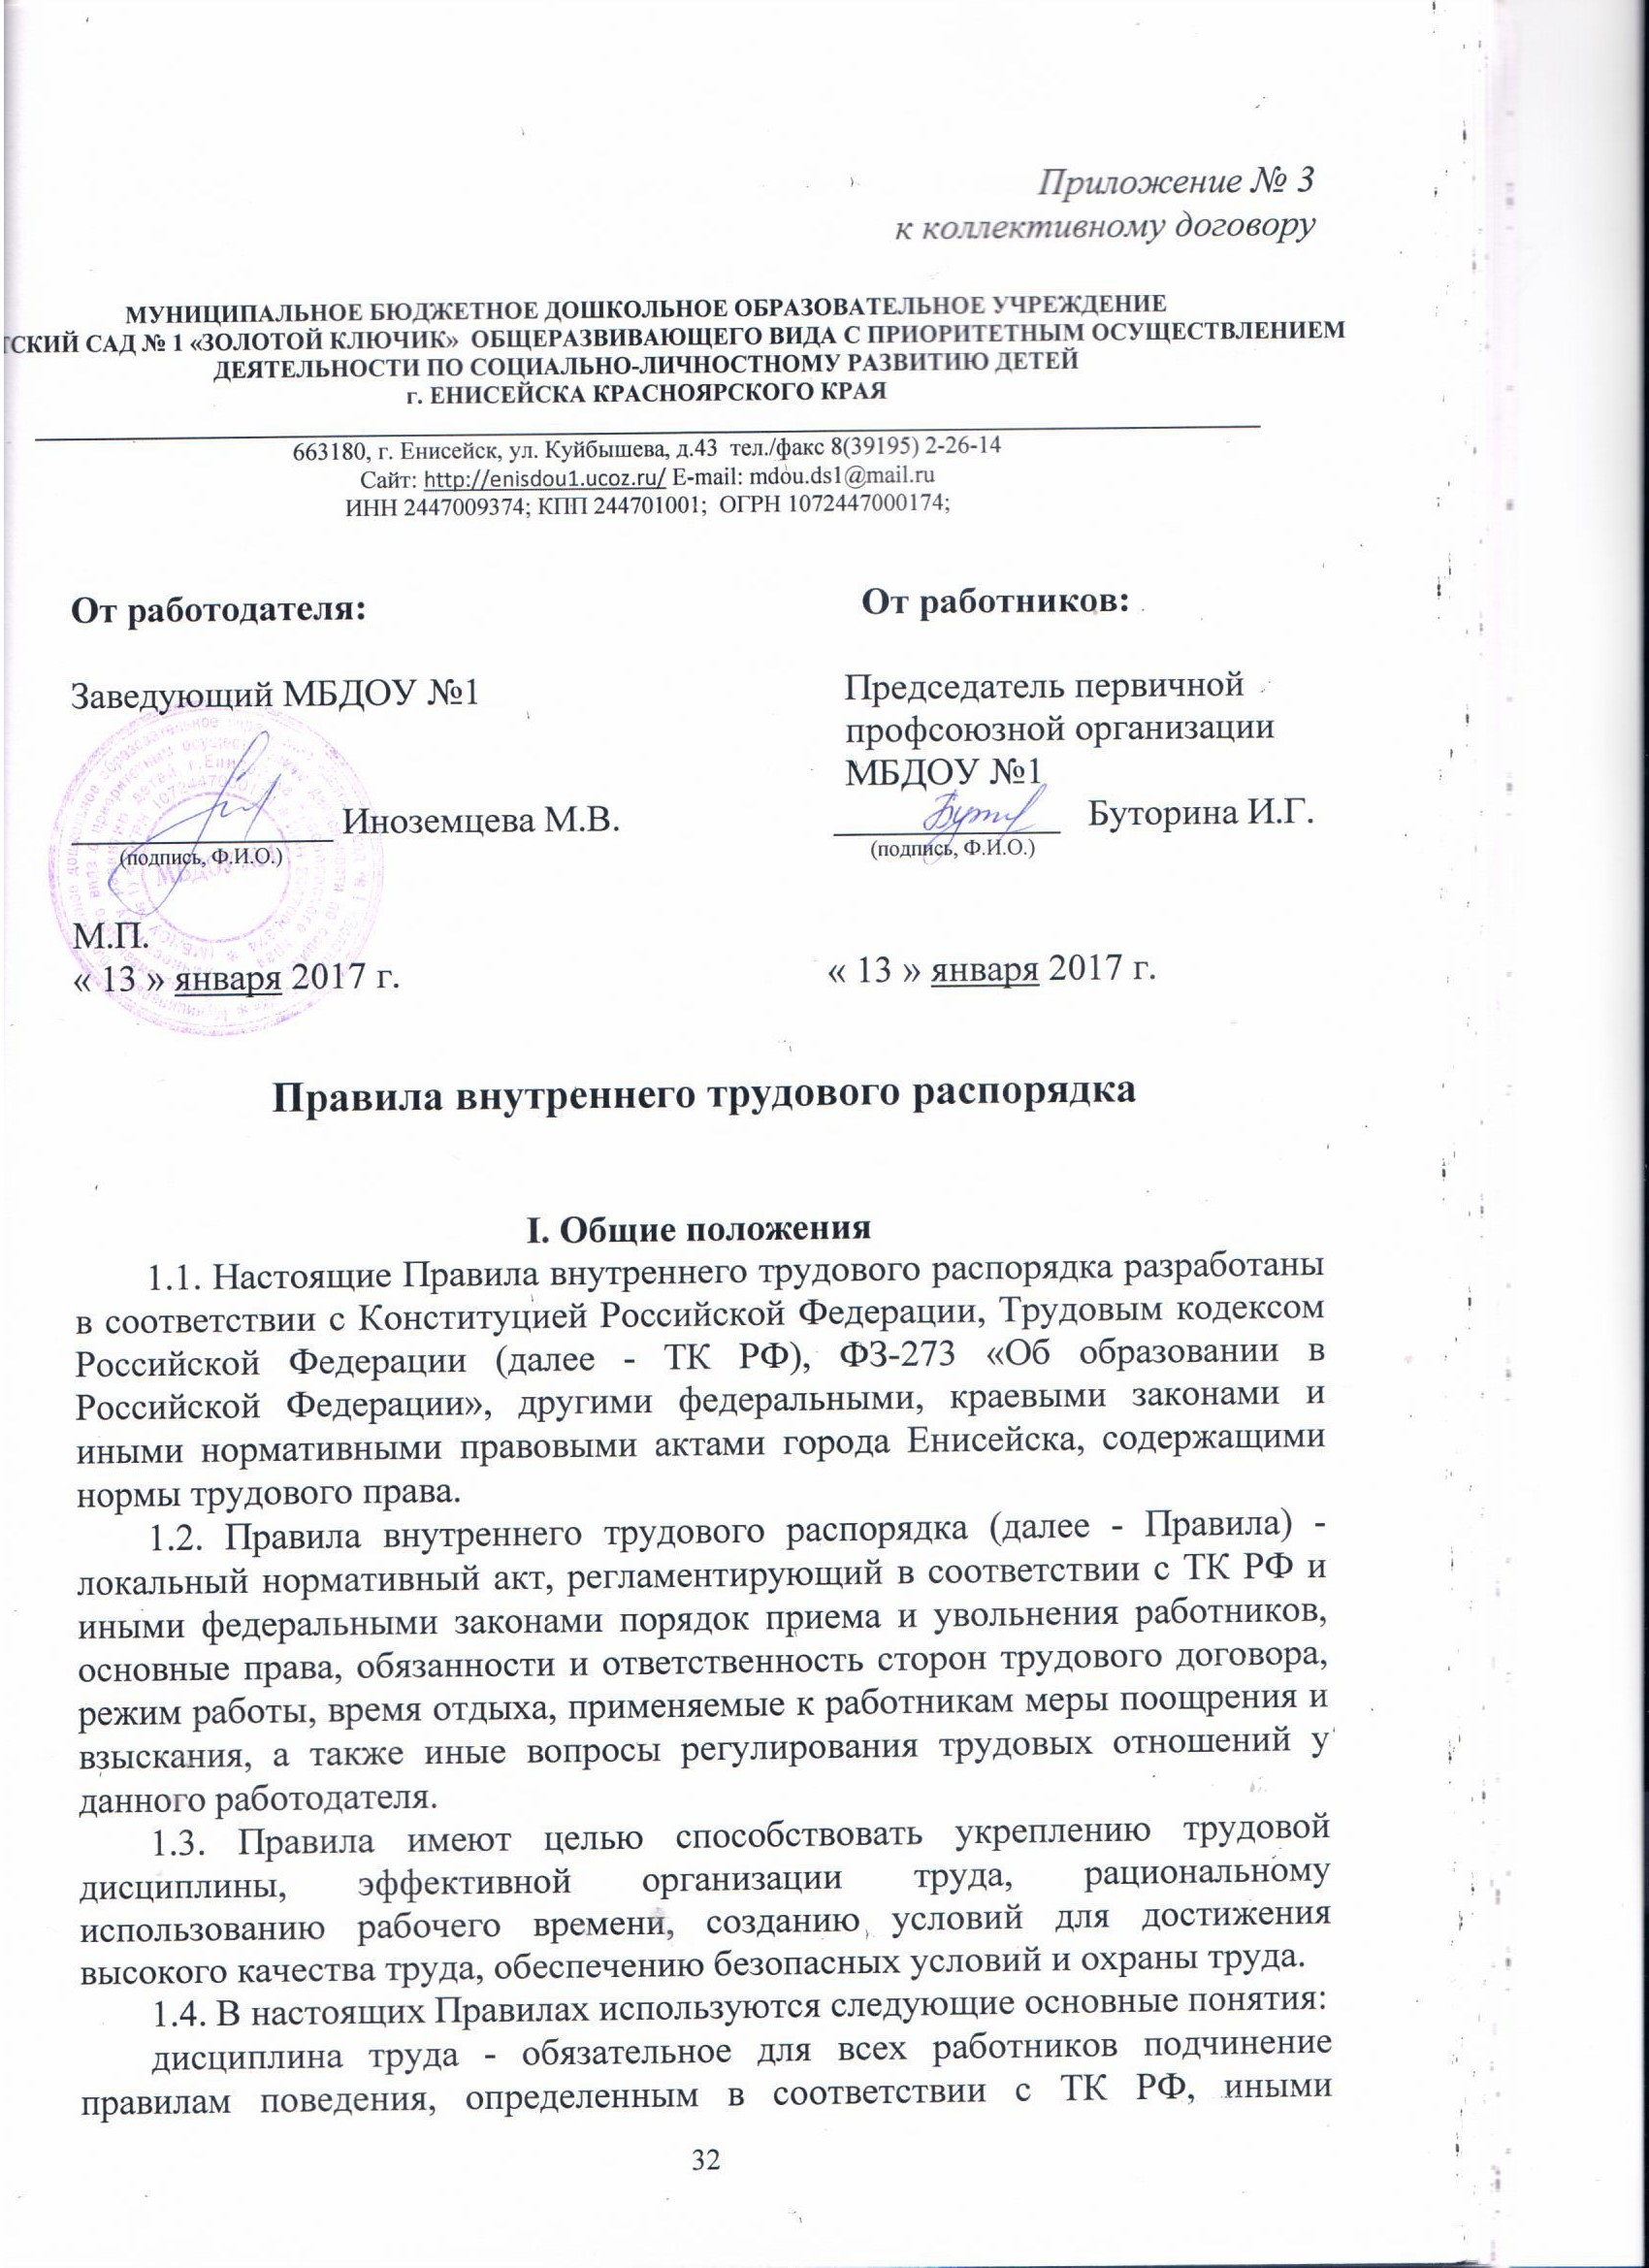 Приложение № 3
к коллективному договору
МУНИЦИПАЛЬНОЕ БЮДЖЕТНОЕ ДОШКОЛЬНОЕ ОБРАЗОВАТЕЛЬНОЕ УЧРЕЖДЕНИЕ
ТСКИЙ САД № 1 «ЗОЛОТОЙ КЛЮЧИК» ОБЩЕРАЗВИВАЮЩЕГО ВИДА С ПРИОРИТЕТНЫМ ОСУЩЕСТВЛЕНИЕМ
ДЕЯТЕЛЬНОСТИ ПО СОЦИАЛЬНО-ЛИЧНОСТНОМУ РАЗВИТИЮ ДЕТЕЙ
г. ЕНИСЕЙСКА КРАСНОЯРСКОГО КРАЯ
663180, г. Енисейск, ул. Куйбышева, д.43 тел./факс 8(39195) 2-26-14
Сайт: http://enisdou1.ucoz.ru/ E-mail: mdou.ds1@mail.ru
ИНН 2447009374; КПП 244701001; ОГРН 1072447000174;
От работодателя:
Заведующий МБДОУ №1
Иноземцева М.В.
(подпись, Ф.И.О.)
МБДОУ №1
М.П.
« 13 » января 2017 г.
От работников:
Председатель первичной
профсоюзной организации
МБДОУ №1
Буторина И.Г.
(подпись, Ф.И.О.)
« 13 » января 2017 г.
Правила внутреннего трудового распорядка
I. Общие положения
1.1. Настоящие Правила внутреннего трудового распорядка разработаны
в соответствии с Конституцией Российской Федерации, Трудовым кодексом
Российской Федерации (далее - ТК РФ), ФЗ-273 «Об образовании в
Российской Федерации», другими федеральными, краевыми законами и
иными нормативными правовыми актами города Енисейска, содержащими
нормы трудового права.
1.2. Правила внутреннего трудового распорядка (далее - Правила) -
локальный нормативный акт, регламентирующий в соответствии с ТК РФ и
иными федеральными законами порядок приема и увольнения работников,
основные права, обязанности и ответственность сторон трудового договора,
режим работы, время отдыха, применяемые к работникам меры поощрения и
взыскания, а также иные вопросы регулирования трудовых отношений у
данного работодателя.
1.3. Правила имеют целью способствовать укреплению трудовой
дисциплины, эффективной организации труда, рациональному
использованию рабочего времени, созданию условий для достижения
высокого качества труда, обеспечению безопасных условий и охраны труда.
1.4. В настоящих Правилах используются следующие основные понятия:
дисциплина труда - обязательное для всех работников подчинение
правилам поведения, определенным в соответствии с ТК РФ, иными
32